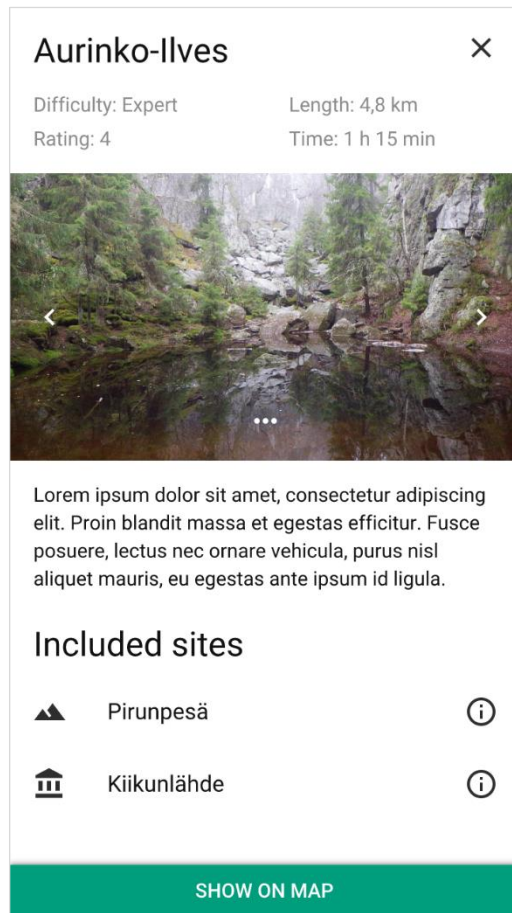 Aurinko-Ilves
Difficulty: Expert
Length: 4,8 km
Rating: 4
Time: 1 h 15 min
Lorem ipsum dolor sit amet, consectetur adipiscing
elit. Proin blandit massa et egestas efficitur. Fusce
posuere, lectus nec ornare vehicula, purus nisl
aliquet mauris, eu egestas ante ipsum id ligula.
Included sites
Pirunpesä
Kiikunlähde
SHOW ON MAP